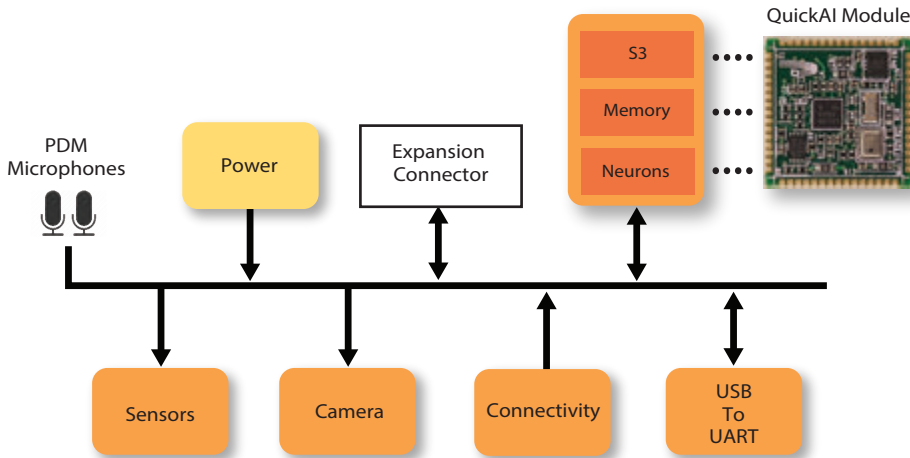 QuickAI Module
S3
Memory
Neurons
PDM
Microphones
Power
Expansion
Connector
Sensors
Camera
Connectivity
USB
To
UART